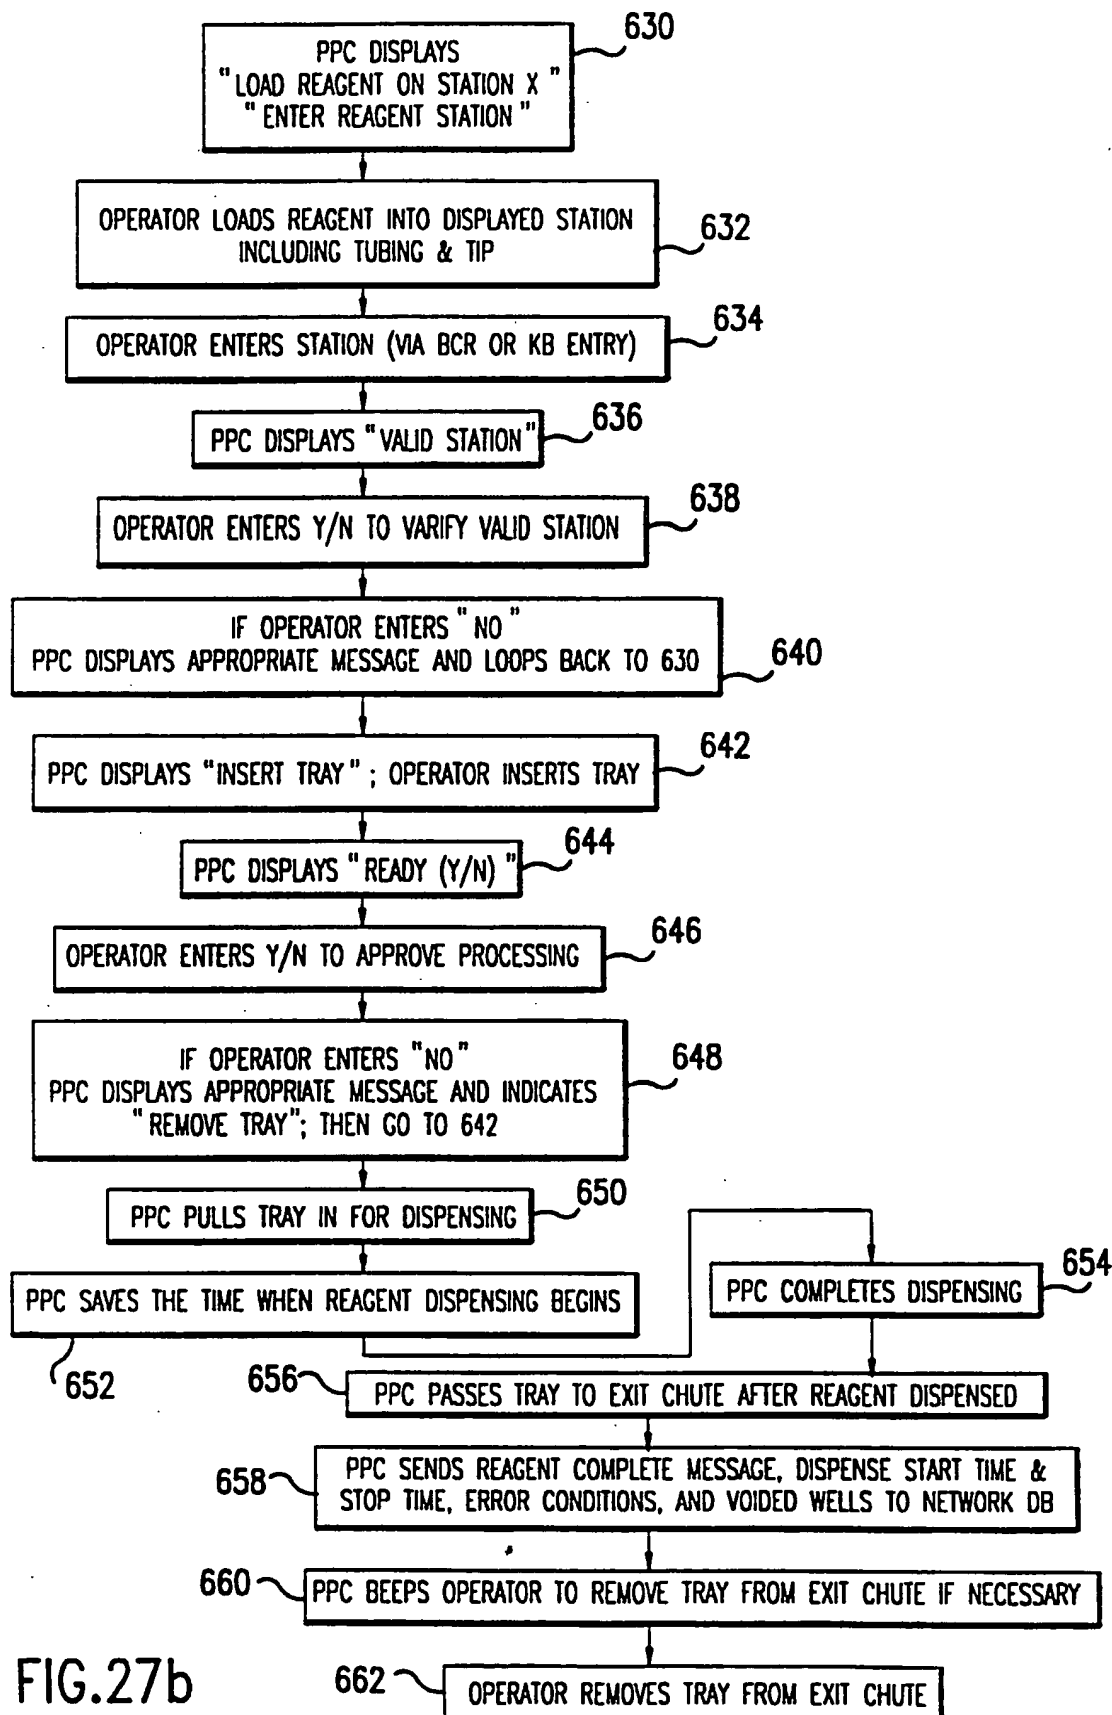 630
PPC DISPLAYS
"LOAD REAGENT ON STATION X"
"ENTER REAGENT STATION"
OPERATOR LOADS REAGENT INTO DISPLAYED STATION
INCLUDING TUBING & TIP
632
OPERATOR ENTERS STATION (VIA BCR OR KB ENTRY)
634
PPC DISPLAYS "VALID STATION"
636
OPERATOR ENTERS Y/N TO VARIFY VALID STATION
638
IF OPERATOR ENTERS "NO"
PPC DISPLAYS APPROPRIATE MESSAGE AND LOOPS BACK TO 630
640
PPC DISPLAYS "INSERT TRAY"; OPERATOR INSERTS TRAY
642
PPC DISPLAYS "READY (Y/N)"
644
OPERATOR ENTERS Y/N TO APPROVE PROCESSING
646
IF OPERATOR ENTERS "NO"
PPC DISPLAYS APPROPRIATE MESSAGE AND INDICATES
"REMOVE TRAY"; THEN GO TO 642
648
PPC PULLS TRAY IN FOR DISPENSING
650
PPC SAVES THE TIME WHEN REAGENT DISPENSING BEGINS
652
PPC COMPLETES DISPENSING
654
656
PPC PASSES TRAY TO EXIT CHUTE AFTER REAGENT DISPENSED
658
PPC SENDS REAGENT COMPLETE MESSAGE, DISPENSE START TIME &
STOP TIME, ERROR CONDITIONS, AND VOIDED WELLS TO NETWORK DB
660
PPC BEEPS OPERATOR TO REMOVE TRAY FROM EXIT CHUTE IF NECESSARY
662
OPERATOR REMOVES TRAY FROM EXIT CHUTE
FIG.27b